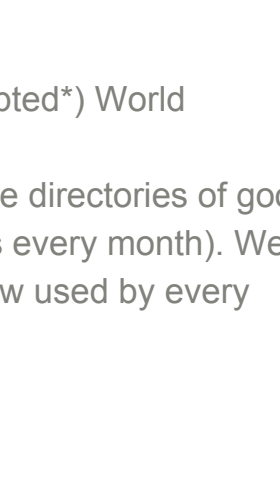 oted*) World
e directories of goo
s every month). We
w used by every